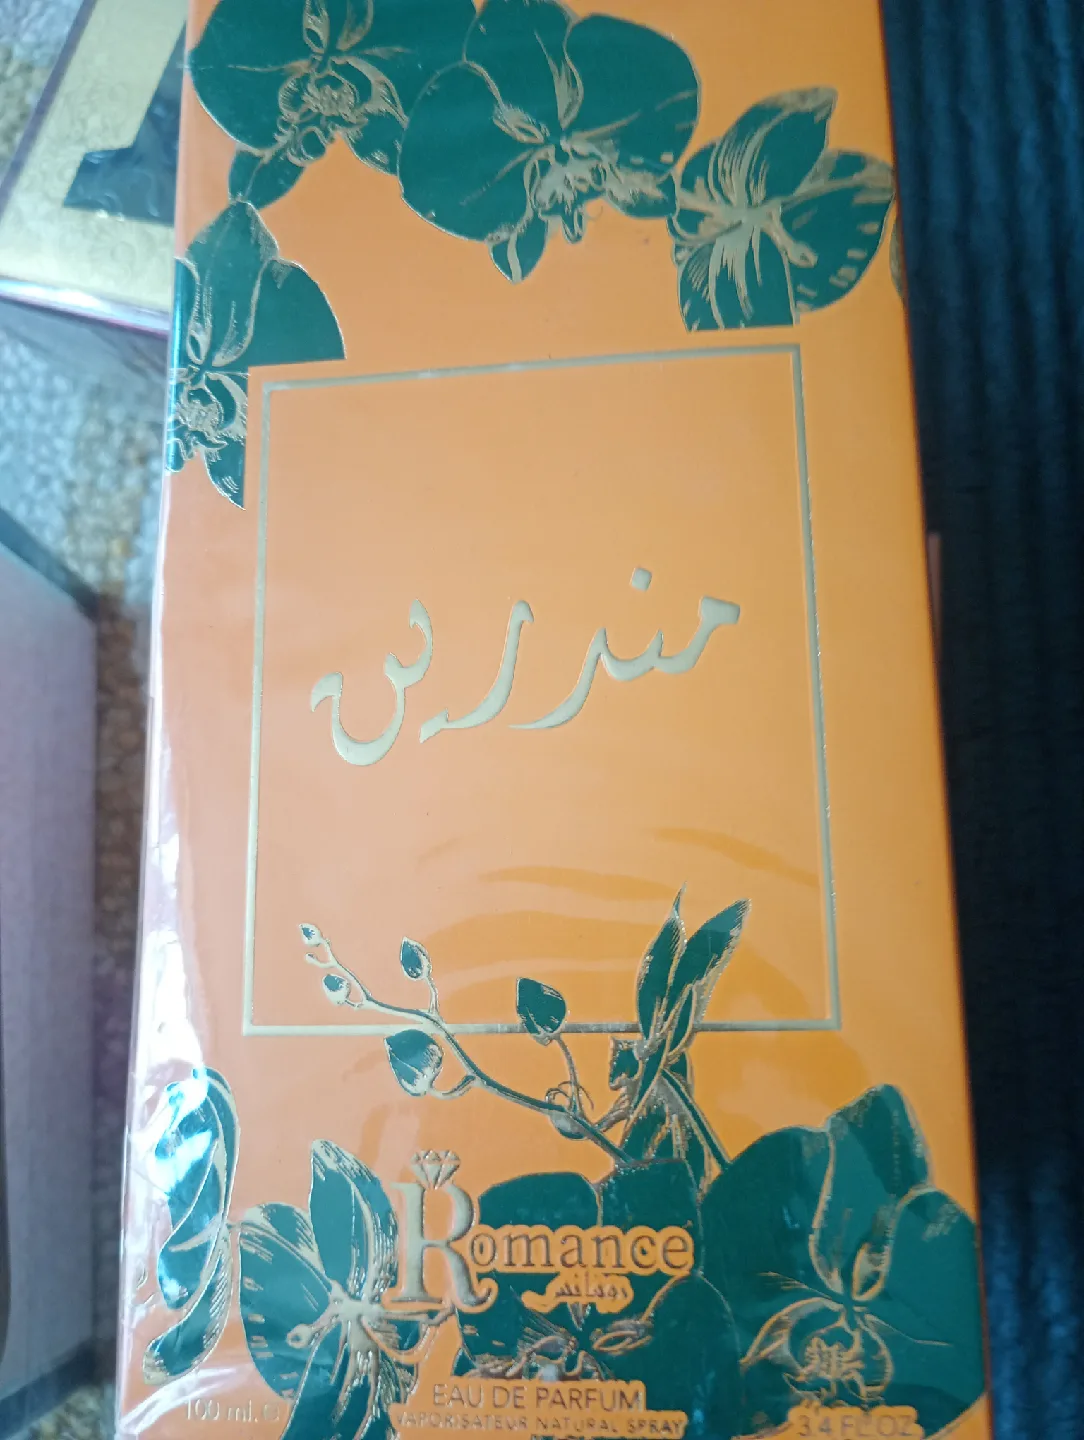 مندرين
Romance
رومانس
EAU DE PARFUM
VAPORISATEUR NATURAL SPRAY
100 ml. e
3.4 FL.OZ